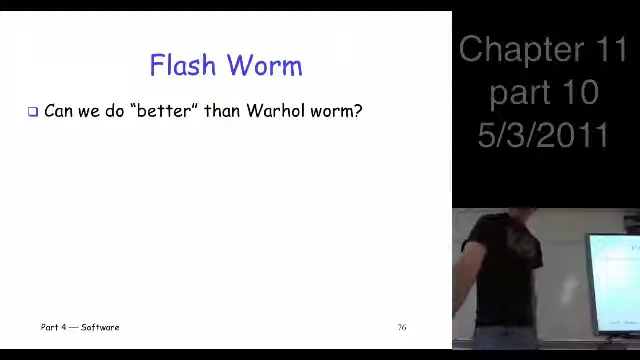 Flash Worm
❑ Can we do “better” than Warhol worm?
Part 4 — Software 76
Chapter 11
part 10
5/3/2011